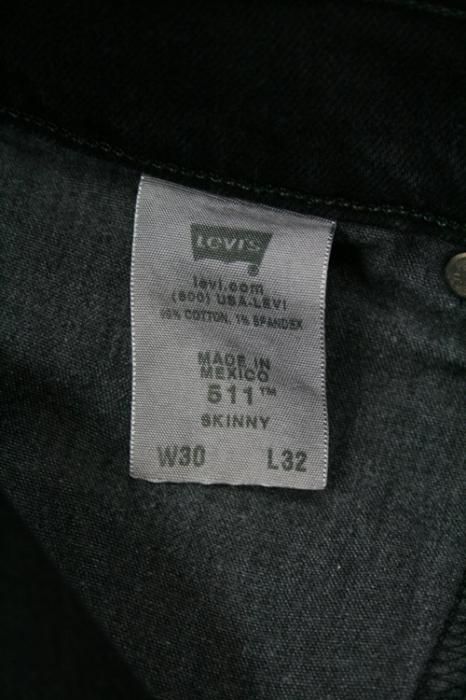 LEVI'S
®
levi.com
(800) USA-LEVI
99% COTTON, 1% SPANDEX
MADE IN
MEXICO
511™
SKINNY
W30 L32